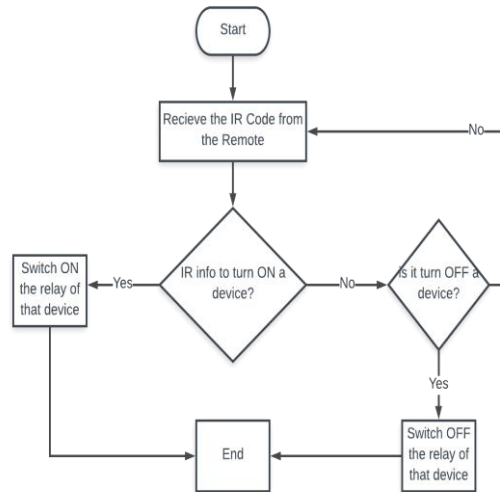 Start
Recieve the IR Code from
the Remote
No
IR info to turn ON a
device?
Yes
No
Switch ON
the relay of
that device
is it turn OFF a
device?
Yes
Switch OFF
the relay of
that device
End